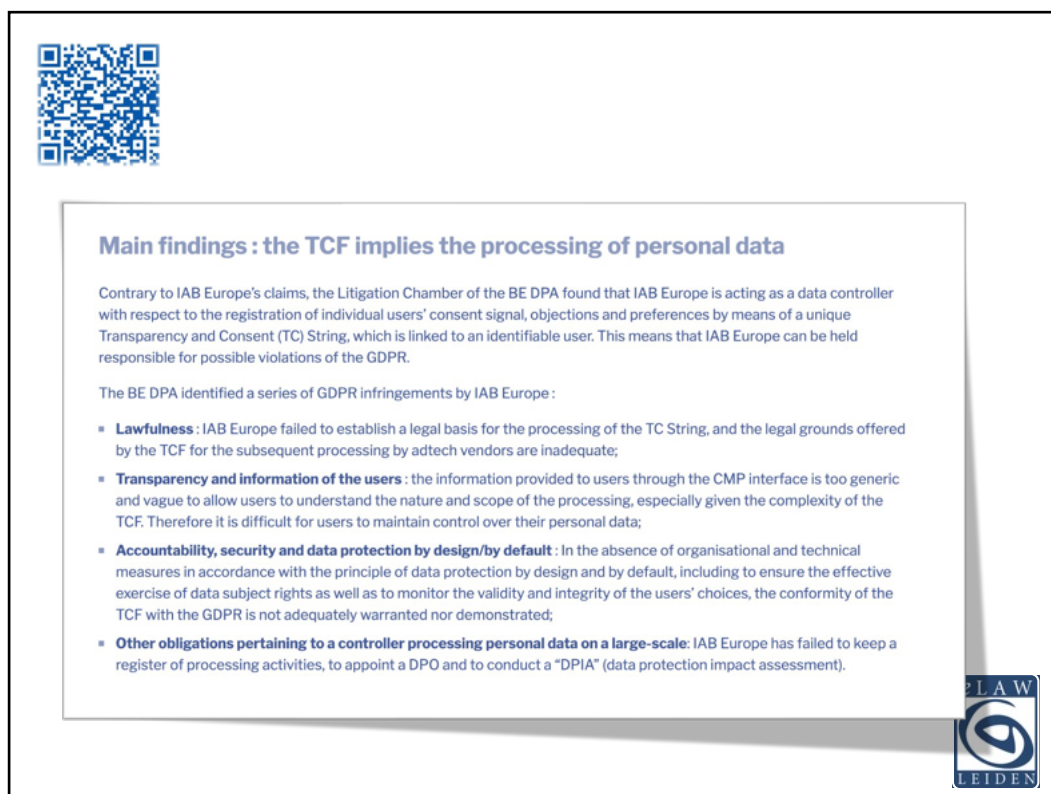 Main findings : the TCF implies the processing of personal data
Contrary to IAB Europe's claims, the Litigation Chamber of the BE DPA found that IAB Europe is acting as a data controller
with respect to the registration of individual users' consent signal, objections and preferences by means of a unique
Transparency and Consent (TC) String, which is linked to an identifiable user. This means that IAB Europe can be held
responsible for possible violations of the GDPR.
The BE DPA identified a series of GDPR infringements by IAB Europe :
▪ Lawfulness : IAB Europe failed to establish a legal basis for the processing of the TC String, and the legal grounds offered
by the TCF for the subsequent processing by adtech vendors are inadequate;
▪ Transparency and information of the users : the information provided to users through the CMP interface is too generic
and vague to allow users to understand the nature and scope of the processing, especially given the complexity of the
TCF. Therefore it is difficult for users to maintain control over their personal data;
▪ Accountability, security and data protection by design/by default : In the absence of organisational and technical
measures in accordance with the principle of data protection by design and by default, including to ensure the effective
exercise of data subject rights as well as to monitor the validity and integrity of the users' choices, the conformity of the
TCF with the GDPR is not adequately warranted nor demonstrated;
▪ Other obligations pertaining to a controller processing personal data on a large-scale: IAB Europe has failed to keep a
register of processing activities, to appoint a DPO and to conduct a “DPIA” (data protection impact assessment).
eLAW
LEIDEN